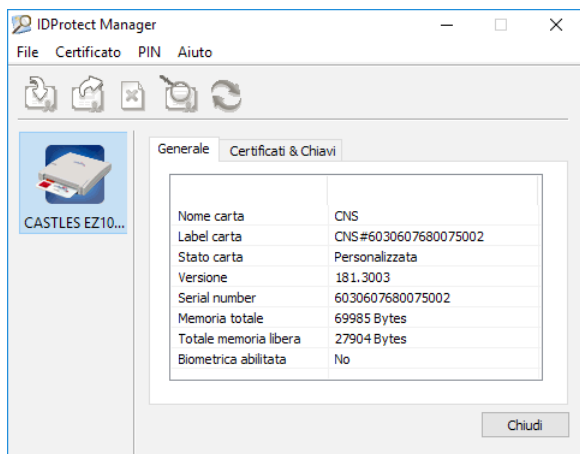 IDProtect Manager
File Certificato PIN Aiuto
CASTLES EZ10...
Generale Certificati & Chiavi
Nome carta CNS
Label carta CNS#6030607680075002
Stato carta Personalizzata
Versione 181.3003
Serial number 6030607680075002
Memoria totale 69985 Bytes
Totale memoria libera 27904 Bytes
Biometrica abilitata No
Chiudi